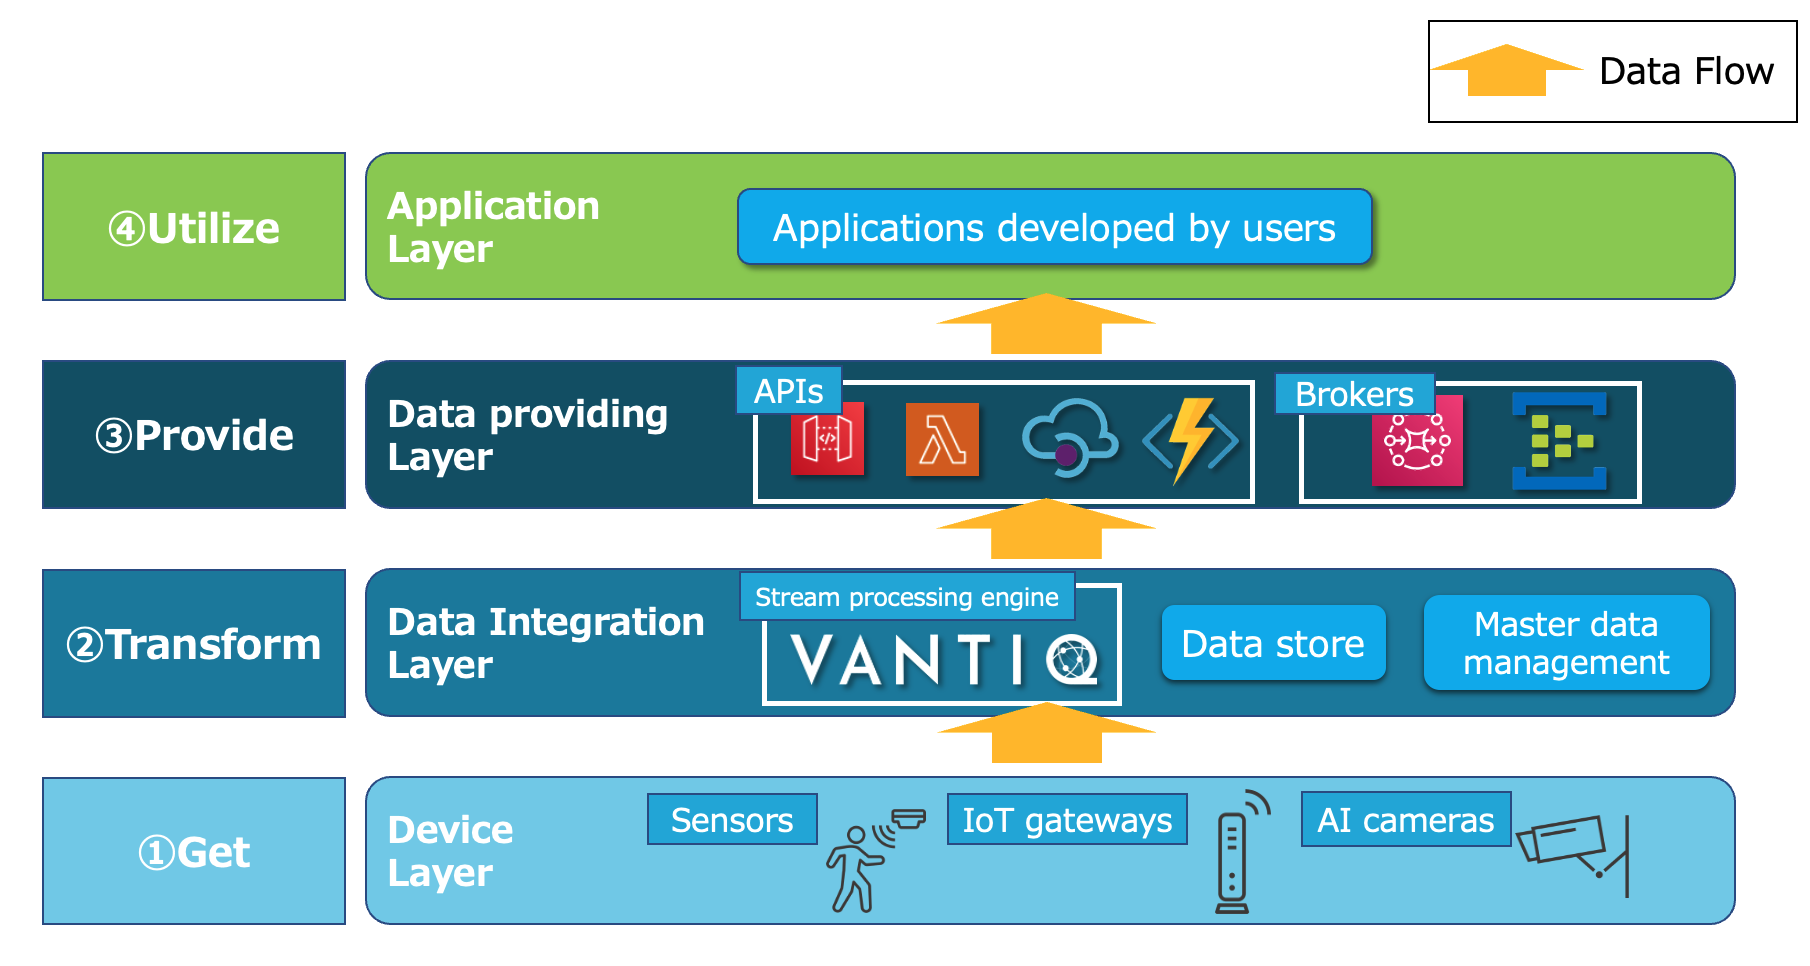 Data Flow
④Utilize
Application
Layer
Applications developed by users
③Provide
Data providing
Layer
APIs
Brokers
②Transform
Data Integration
Layer
Stream processing engine
VANTIQ
Data store
Master data
management
①Get
Device
Layer
Sensors
IoT gateways
AI cameras